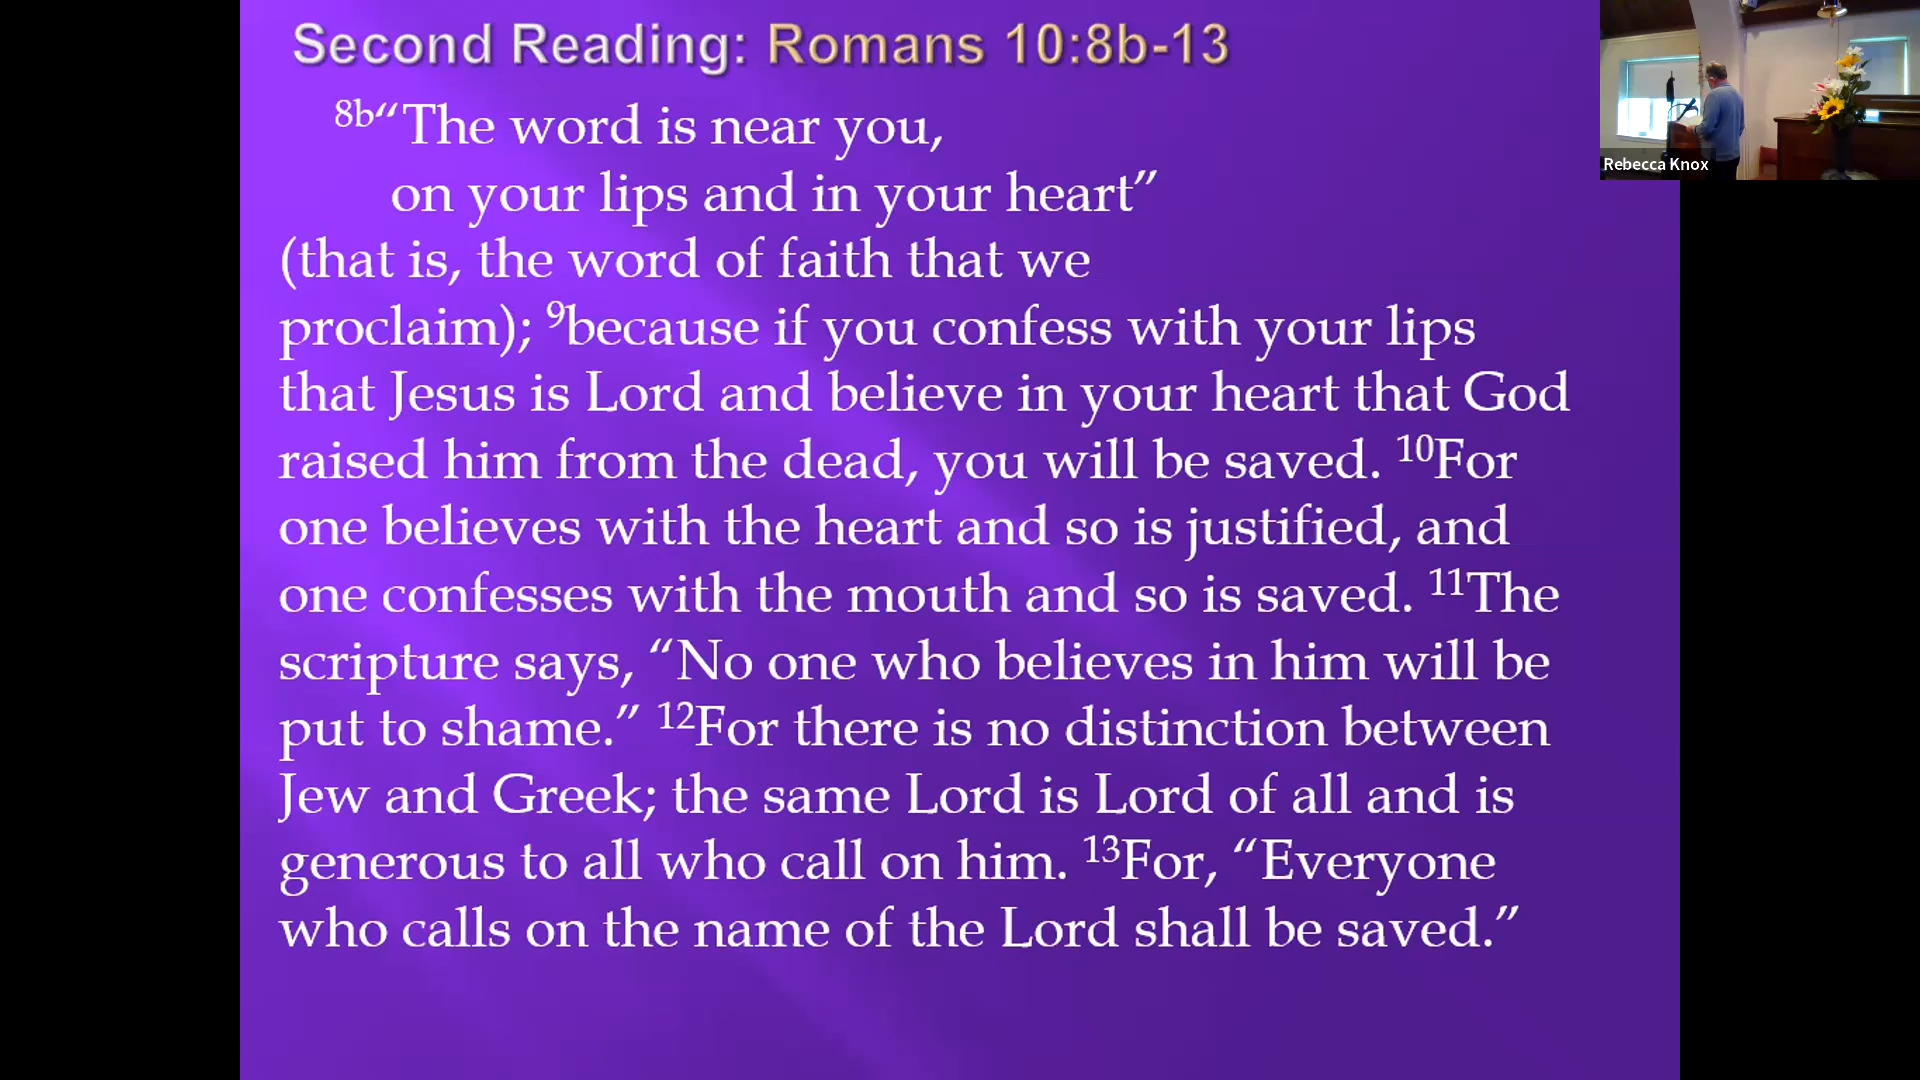 Second Reading: Romans 10:8b-13
8b“The word is near you,
on your lips and in your heart”
(that is, the word of faith that we
proclaim); 9because if you confess with your lips
that Jesus is Lord and believe in your heart that God
raised him from the dead, you will be saved. 10For
one believes with the heart and so is justified, and
one confesses with the mouth and so is saved. 11The
scripture says, “No one who believes in him will be
put to shame.” 12For there is no distinction between
Jew and Greek; the same Lord is Lord of all and is
generous to all who call on him. 13For, “Everyone
who calls on the name of the Lord shall be saved.”
Rebecca Knox